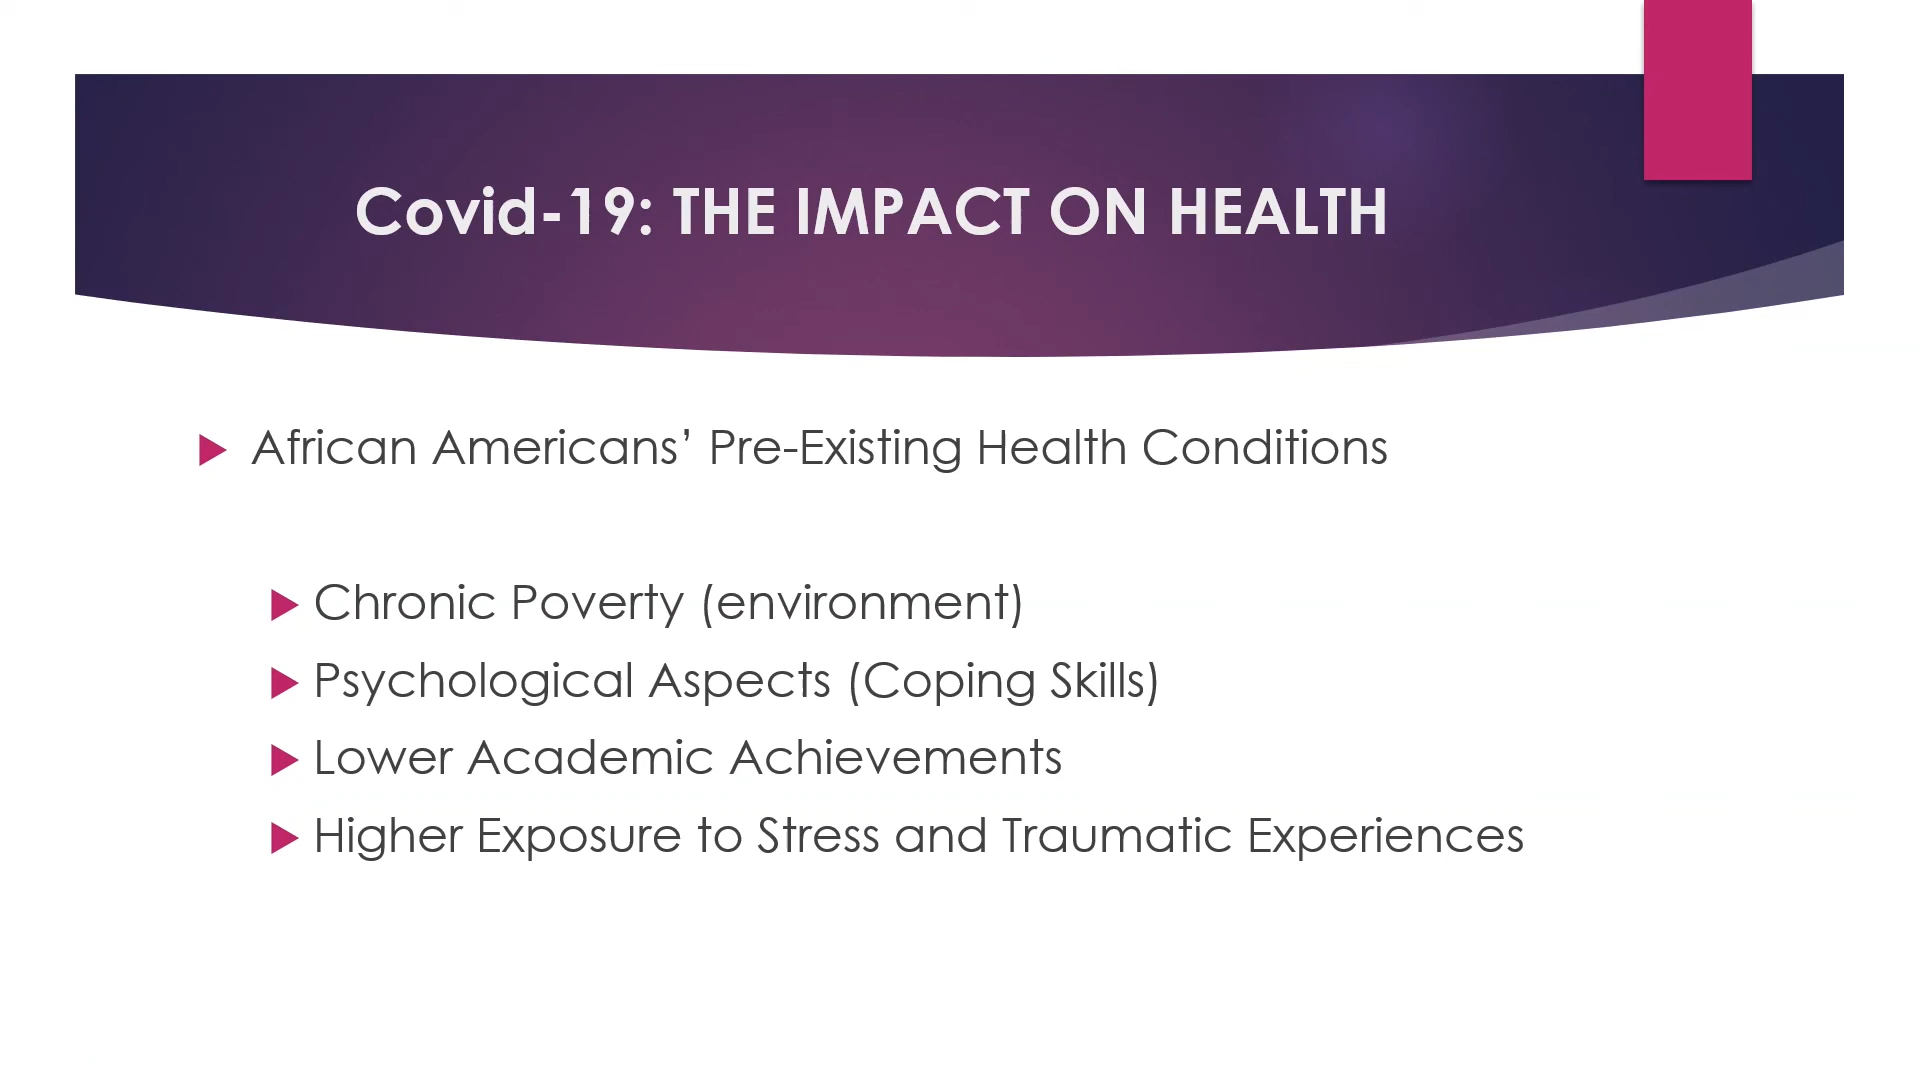 Covid-19: THE IMPACT ON HEALTH
African Americans’ Pre-Existing Health Conditions
Chronic Poverty (environment)
Psychological Aspects (Coping Skills)
Lower Academic Achievements
Higher Exposure to Stress and Traumatic Experiences